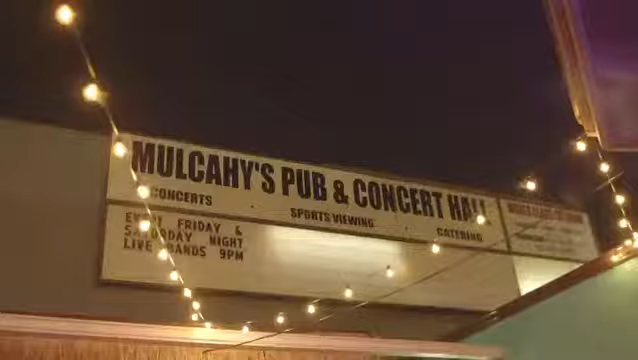 MULCAHY'S PUB & CONCERT HALL
CONCERTS SPORTS VIEWING CATERING
EVERY FRIDAY &
SATURDAY NIGHT
LIVE BANDS 9PM